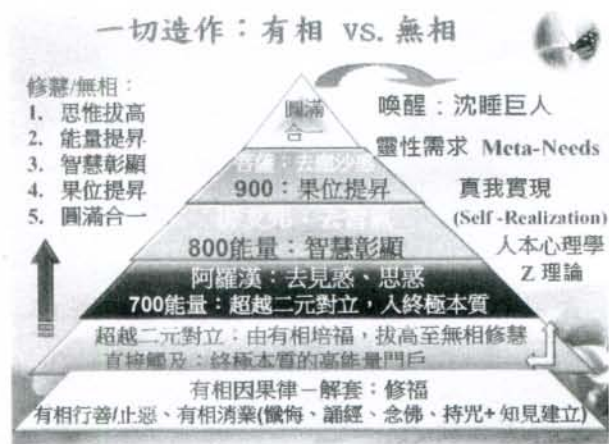 一切造作：有相 VS. 無相
修慧/無相：
1. 思惟拔高
2. 能量提昇
3. 智慧彰顯
4. 果位提昇
5. 圓滿合一
圓滿
合一
喚醒：沈睡巨人
靈性需求 Meta-Needs
真我實現
(Self-Realization)
人本心理學
Z 理論
菩薩：去塵沙惑
900：果位提昇
800能量：智慧彰顯
阿羅漢：去見惑、思惑
700能量：超越二元對立，入終極本質
超越二元對立：由有相培福，拔高至無相修慧
直接觸及：終極本質的高能量門戶
有相因果律－解套：修福
有相行善/止惡、有相消業(懺悔、誦經、念佛、持咒+ 知見建立)